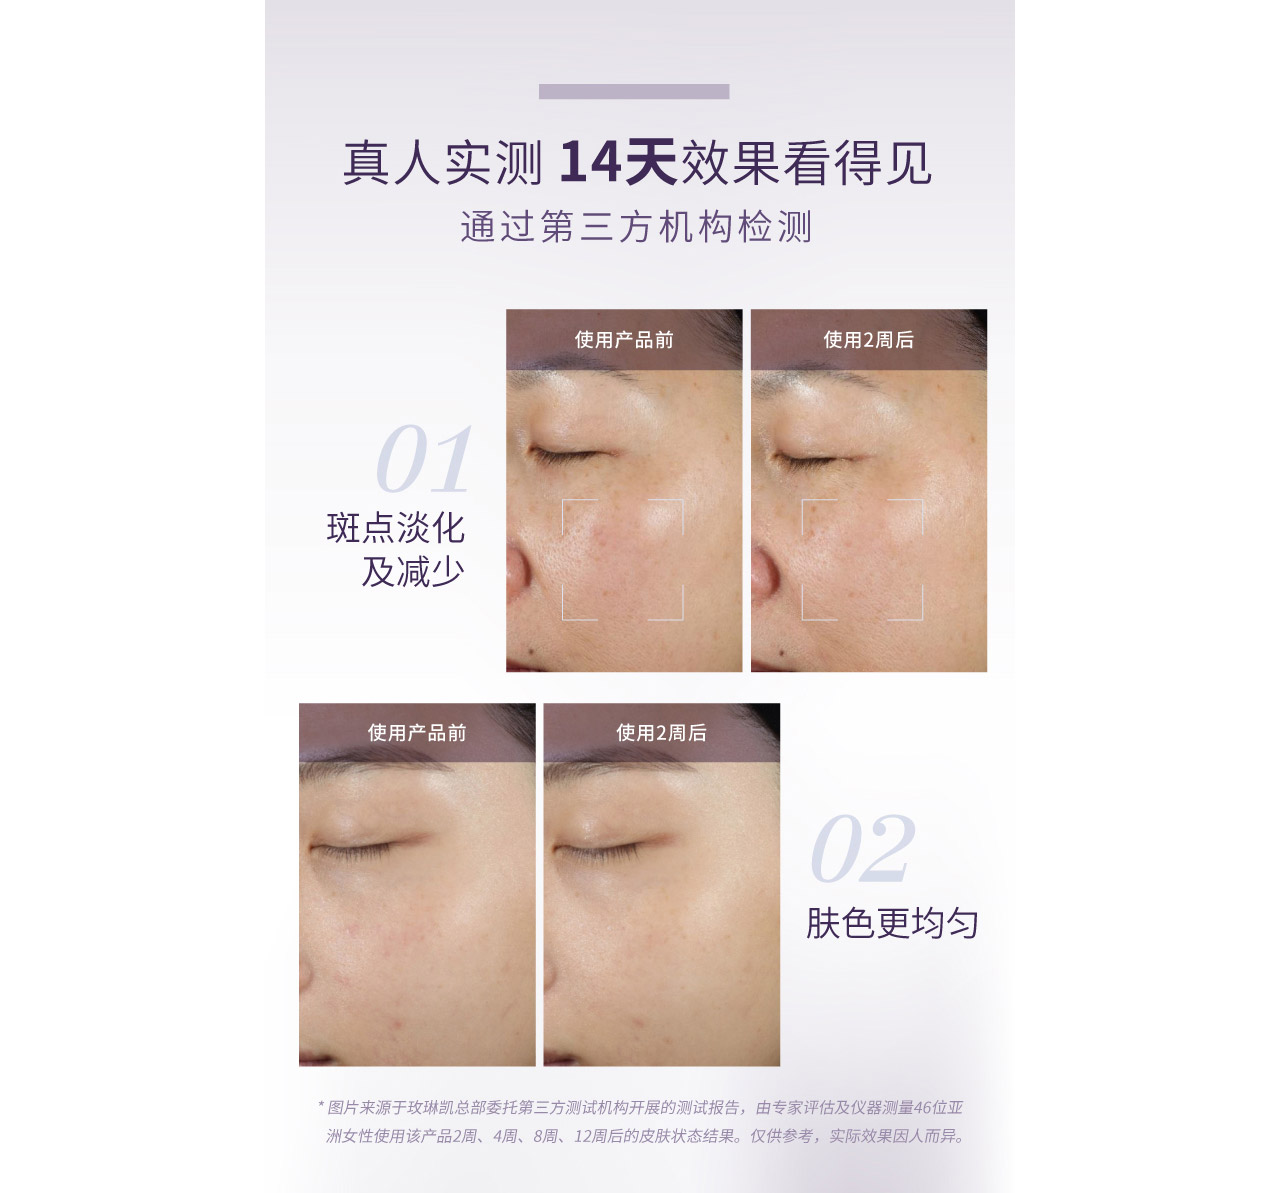 真人实测 14天效果看得见
通过第三方机构检测
使用产品前
使用2周后
01
斑点淡化
及减少
使用产品前
使用2周后
02
肤色更均匀
* 图片来源于玫琳凯总部委托第三方测试机构开展的测试报告，由专家评估及仪器测量46位亚
洲女性使用该产品2周、4周、8周、12周后的皮肤状态结果。仅供参考，实际效果因人而异。